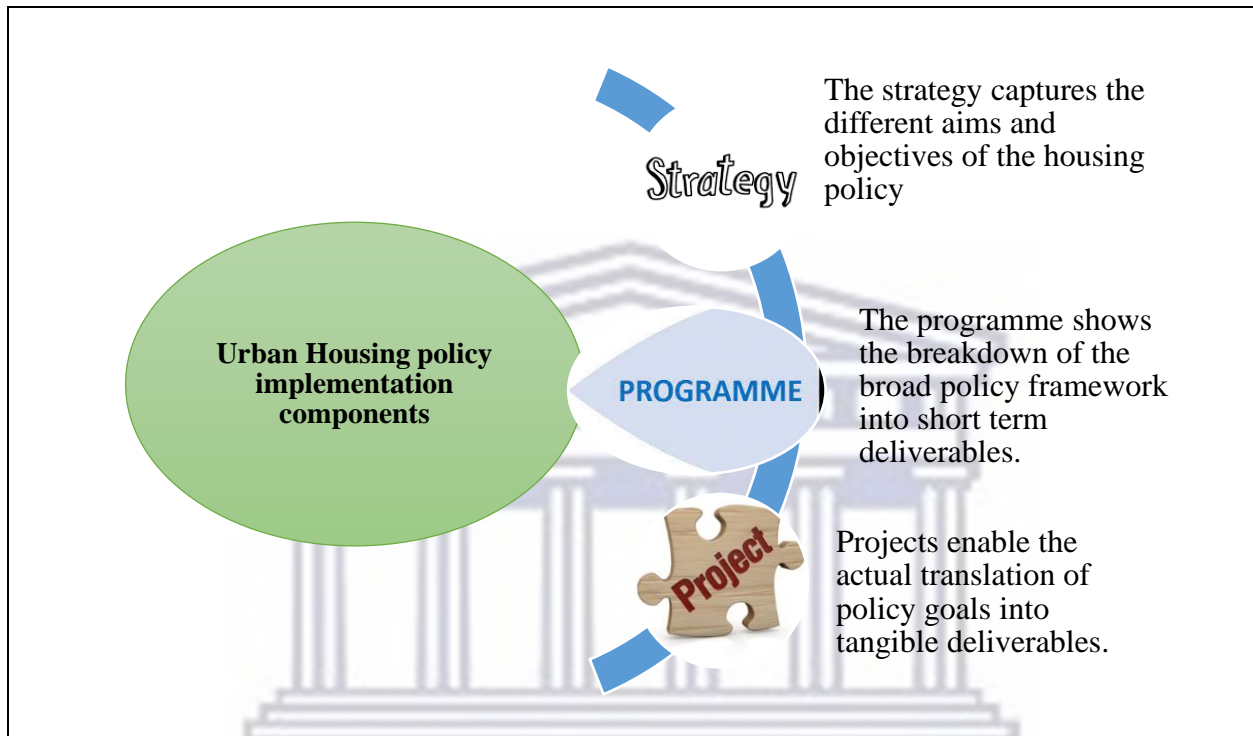 The strategy captures the
different aims and
objectives of the housing
policy
Strategy
Urban Housing policy
implementation
components
PROGRAMME
The programme shows
the breakdown of the
broad policy framework
into short term
deliverables.
Project
Projects enable the
actual translation of
policy goals into
tangible deliverables.